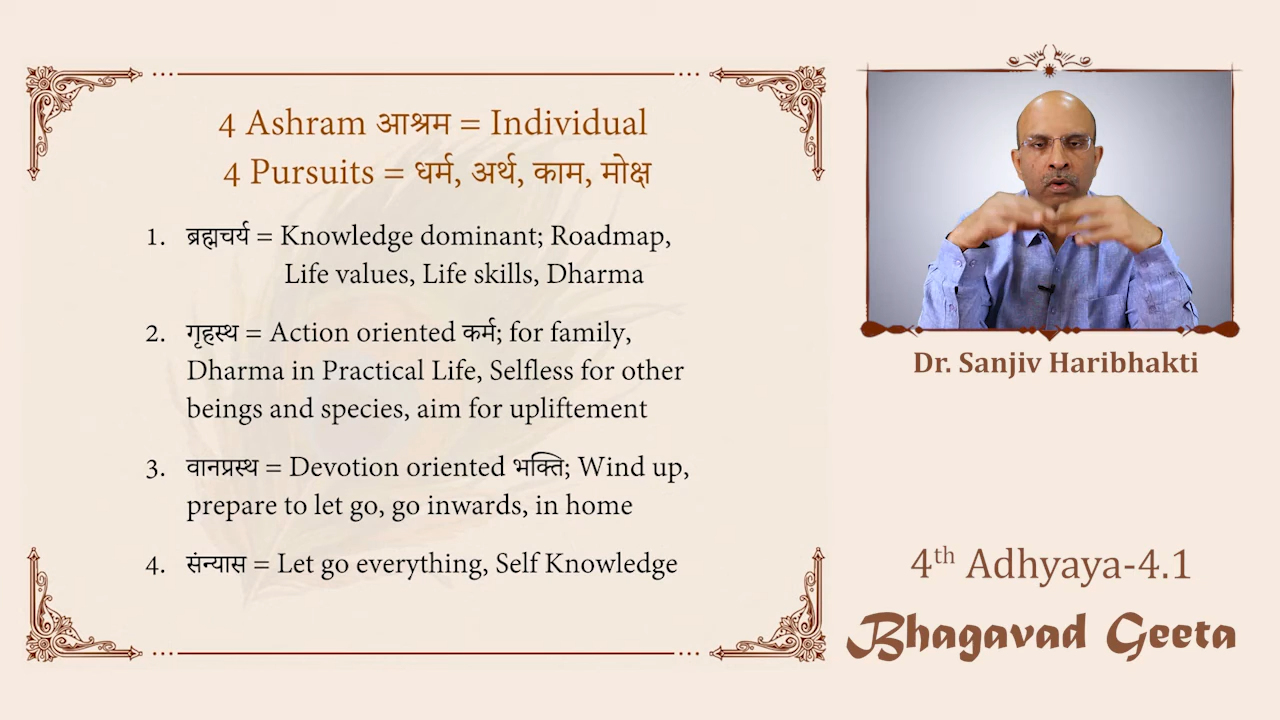 4 Ashram आश्रम = Individual
4 Pursuits = धर्म, अर्थ, काम, मोक्ष
1. ब्रह्मचर्य = Knowledge dominant; Roadmap,
Life values, Life skills, Dharma
2. गृहस्थ = Action oriented कर्म; for family,
Dharma in Practical Life, Selfless for other
beings and species, aim for upliftement
3. वानप्रस्थ = Devotion oriented भक्ति; Wind up,
prepare to let go, go inwards, in home
4. संन्यास = Let go everything, Self Knowledge
Dr. Sanjiv Haribhakti
4th Adhyaya-4.1
Bhagavad Geeta